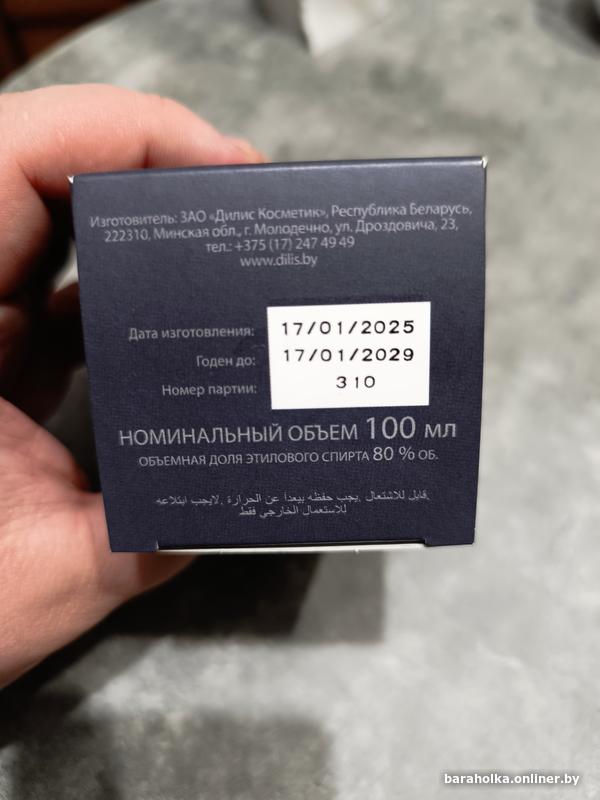 Изготовитель: ЗАО «Дилис Косметик», Республика Беларусь,
222310, Минская обл., г. Молодечно, ул. Дроздовича, 23,
тел.: +375 (17) 247 49 49
www.dilis.by
Дата изготовления: 17/01/2025
Годен до: 17/01/2029
Номер партии: 310
НОМИНАЛЬНЫЙ ОБЪЕМ 100 МЛ
ОБЪЕМНАЯ ДОЛЯ ЭТИЛОВОГО СПИРТА 80 % ОБ.
قابل للاشتعال .يجب حفظه بيعدا عن الحرارة .لايجب ابتلاعه.
للاستعمال الخارجي فقط
baraholka.onliner.by